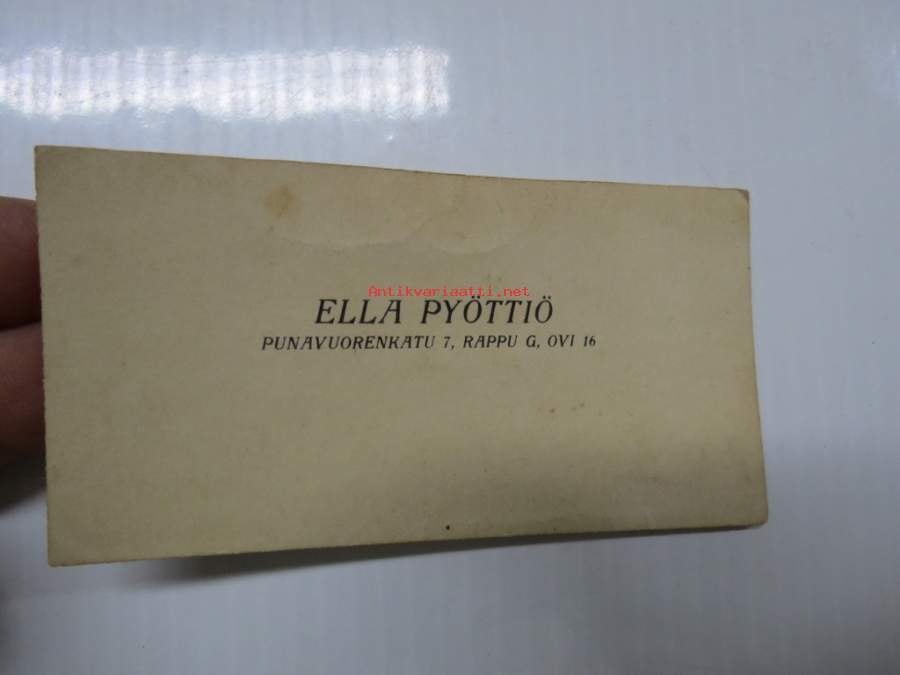 Antikvariaatti.net
ELLA PYÖTTIÖ
PUNAVUORENKATU 7, RAPPU G, OVI 16